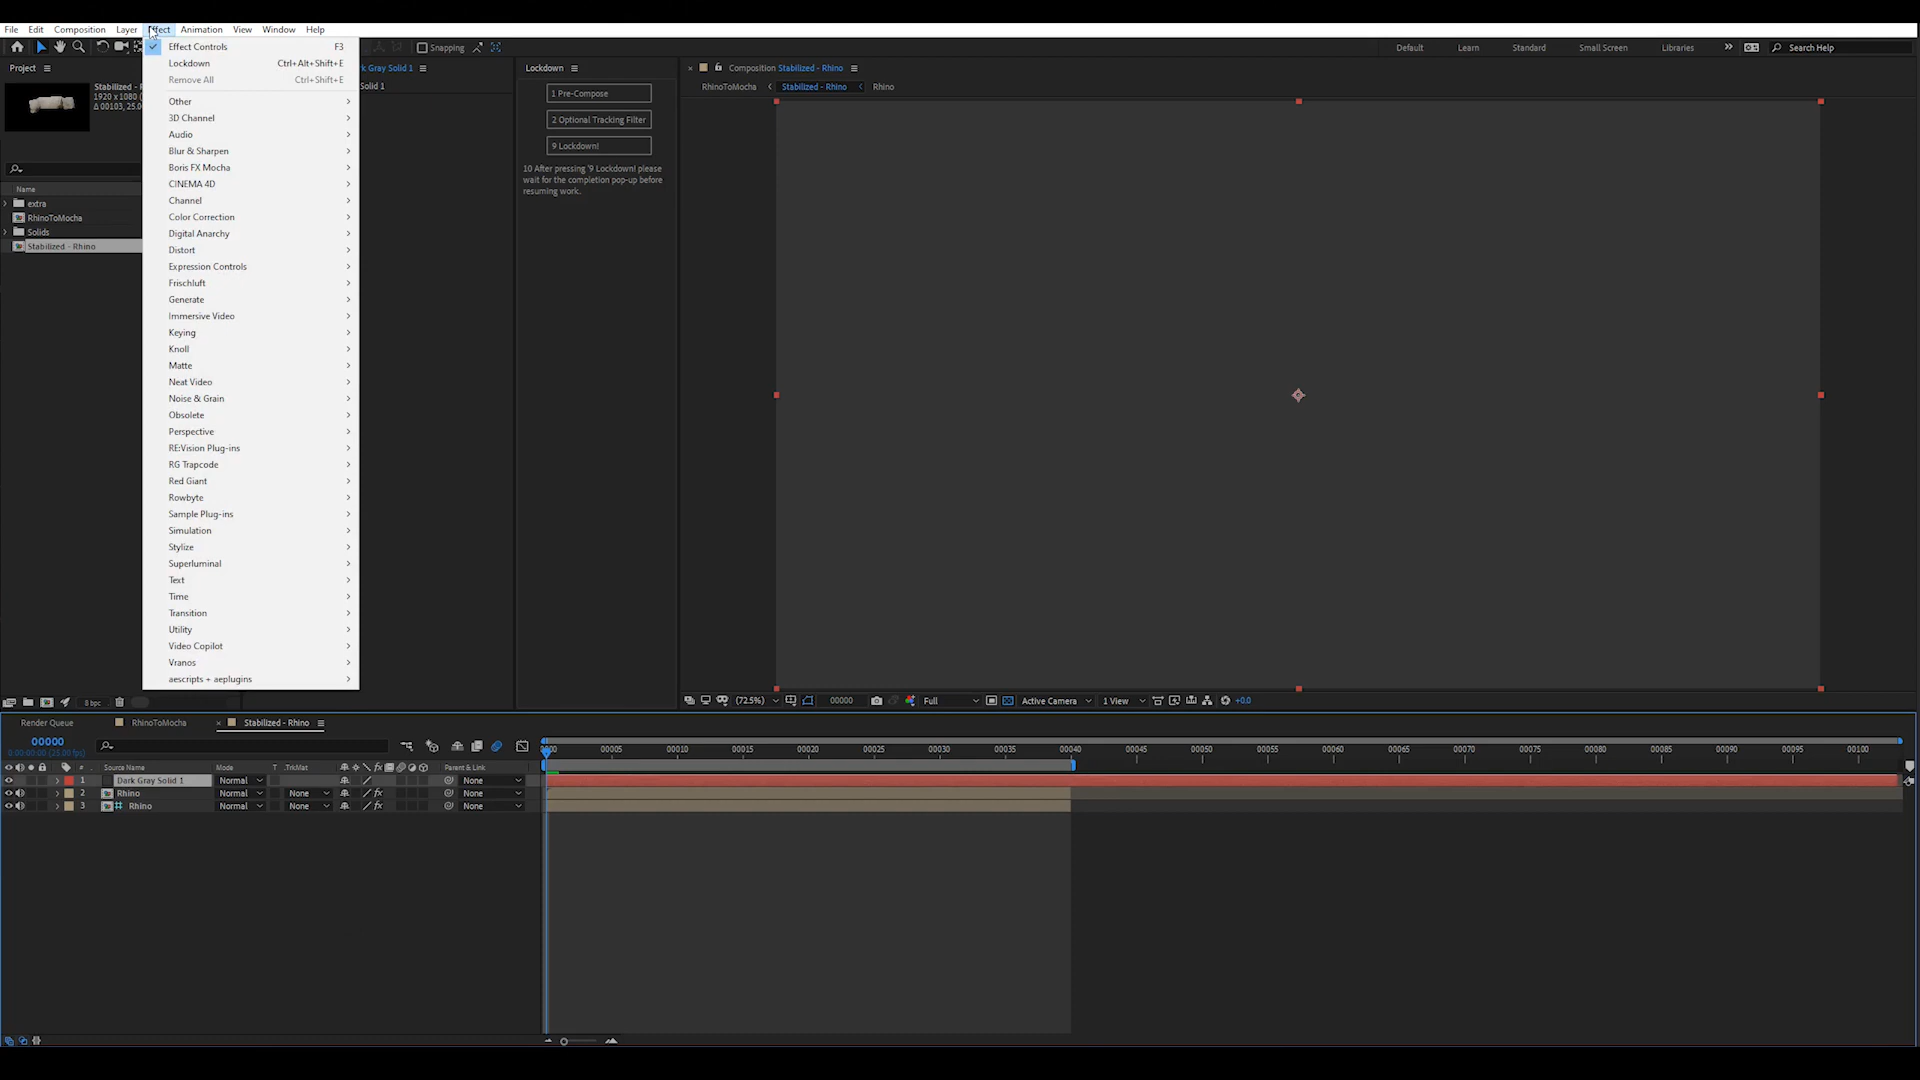 File Edit Composition Layer Effect Animation View Window Help
Effect Controls F3
Lockdown Ctrl+Alt+Shift+E
Remove All Ctrl+Shift+E
Other
3D Channel
Audio
Blur & Sharpen
Boris FX Mocha
CINEMA 4D
Channel
Color Correction
Digital Anarchy
Distort
Expression Controls
Frischluft
Generate
Immersive Video
Keying
Knoll
Matte
Neat Video
Noise & Grain
Obsolete
Perspective
RE:Vision Plug-ins
RG Trapcode
Red Giant
Rowbyte
Sample Plug-ins
Simulation
Stylize
Superluminal
Text
Time
Transition
Utility
Video Copilot
Vranos
aescripts + aeplugins
Snapping
Default Learn Standard Small Screen Libraries Search Help
Project
Stabilized - R
1920 x 1080
Δ 00103, 25.0
Name
extra
RhinoToMocha
Solids
Stabilized - Rhino
8 bpc
rk Gray Solid 1
Solid 1
Lockdown
1 Pre-Compose
2 Optional Tracking Filter
9 Lockdown!
10 After pressing '9 Lockdown! please
wait for the completion pop-up before
resuming work.
Composition Stabilized - Rhino
RhinoToMocha Stabilized - Rhino Rhino
(72.5%) 00000 Full Active Camera 1 View +0.0
Render Queue RhinoToMocha Stabilized - Rhino
00000
0:00:00:00 (25.00 fps)
0000 00005 00010 00015 00020 00025 00030 00035 00040 00045 00050 00055 00060 00065 00070 00075 00080 00085 00090 00095 00100
# Source Name Mode T .TrkMat Parent & Link
1 Dark Gray Solid 1 Normal None
2 Rhino Normal None None
3 Rhino Normal None None